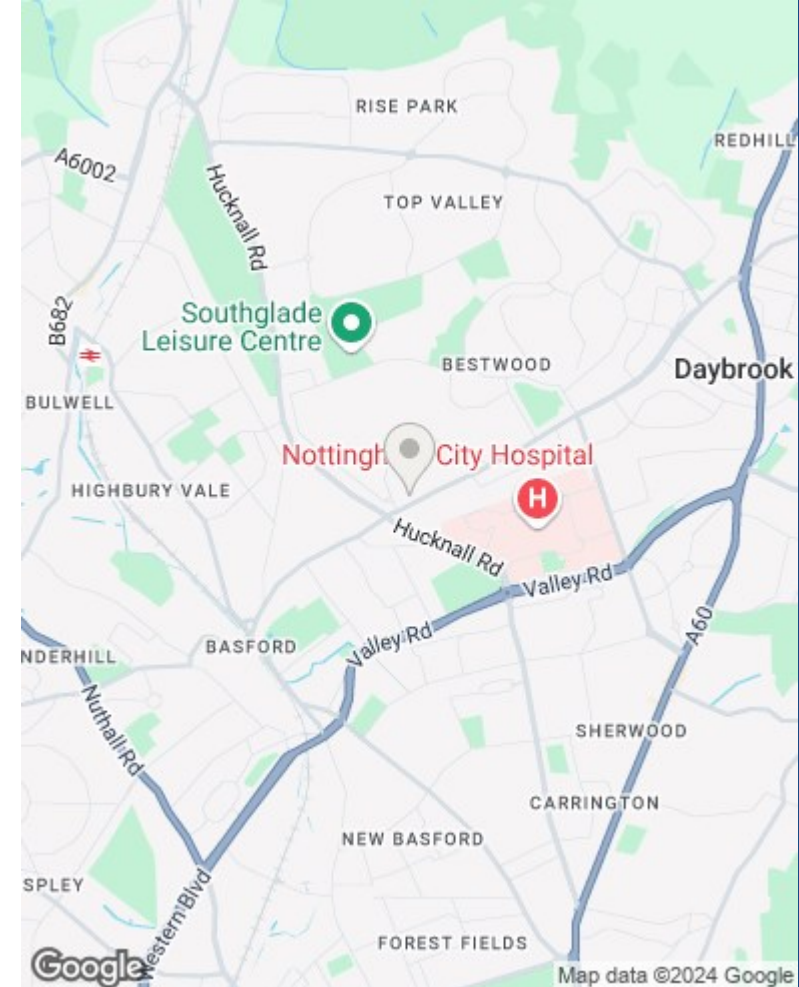 RISE PARK
REDHILL
A6002
Hucknall Rd
TOP VALLEY
B682
Southglade
Leisure Centre
BESTWOOD
Daybrook
BULWELL
Nottingh City Hospital
H
HIGHBURY VALE
Hucknall Rd
Valley Rd
A60
BASFORD
Valley Rd
NDERHILL
Nuthall Rd
SHERWOOD
CARRINGTON
NEW BASFORD
SPLEY
Western Blvd
FOREST FIELDS
Google
Map data ©2024 Google